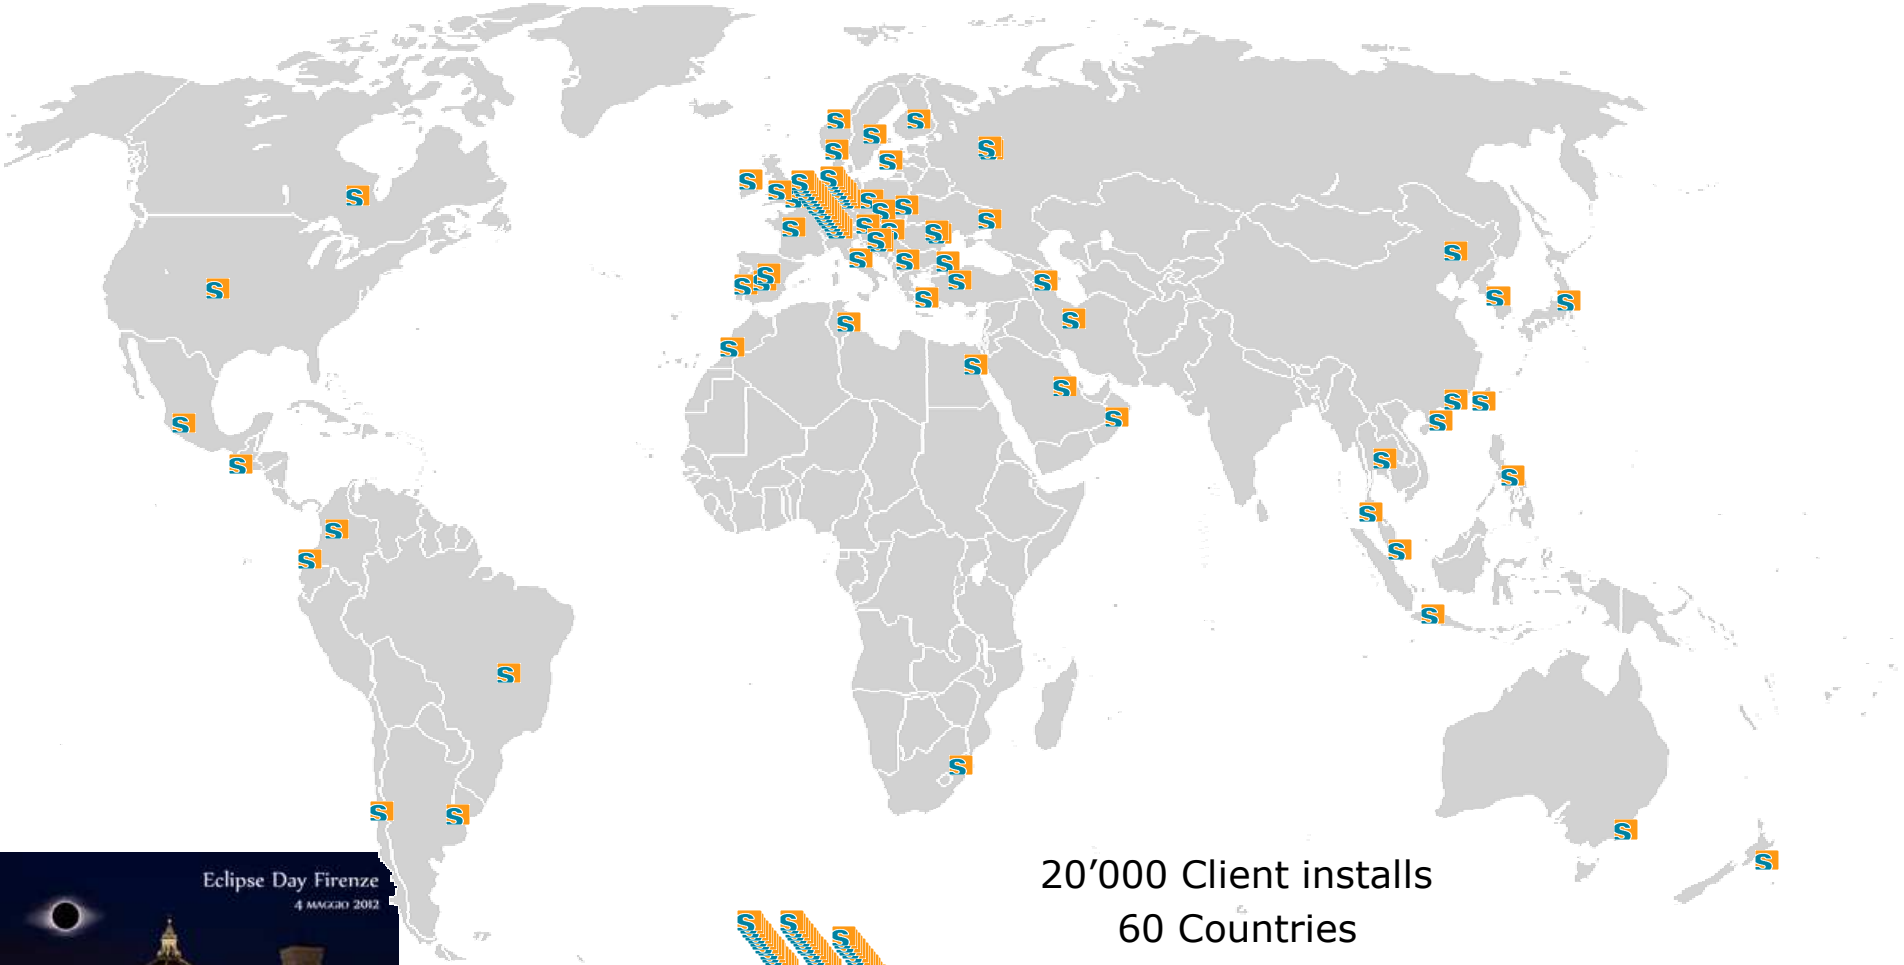 Eclipse Day Firenze
4 MAGGIO 2012
20’000 Client installs
60 Countries